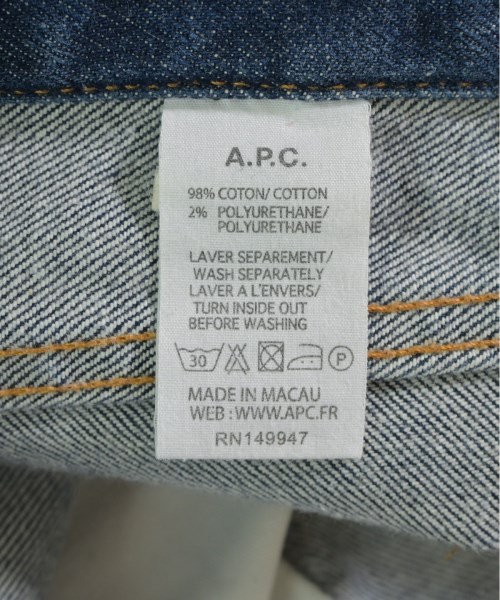 A.P.C.
98% COTON/ COTTON
2% POLYURETHANE/
POLYURETHANE
LAVER SEPAREMENT/
WASH SEPARATELY
LAVER A L'ENVERS/
TURN INSIDE OUT
BEFORE WASHING
30 P
MADE IN MACAU
WEB : WWW.APC.FR
RN149947